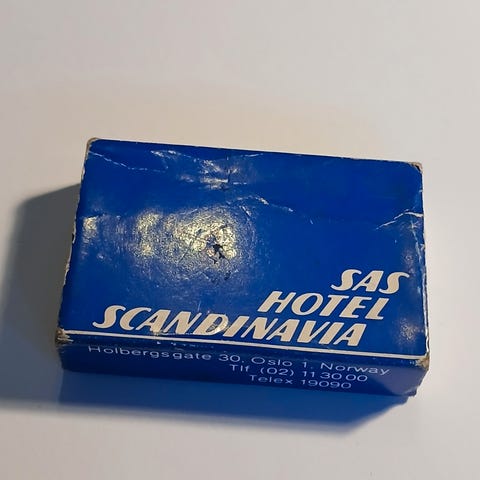 SAS
HOTEL
SCANDINAVIA
Holbergsgate 30, Oslo 1. Norway
Tlf (02) 11 30 00
Telex 19090